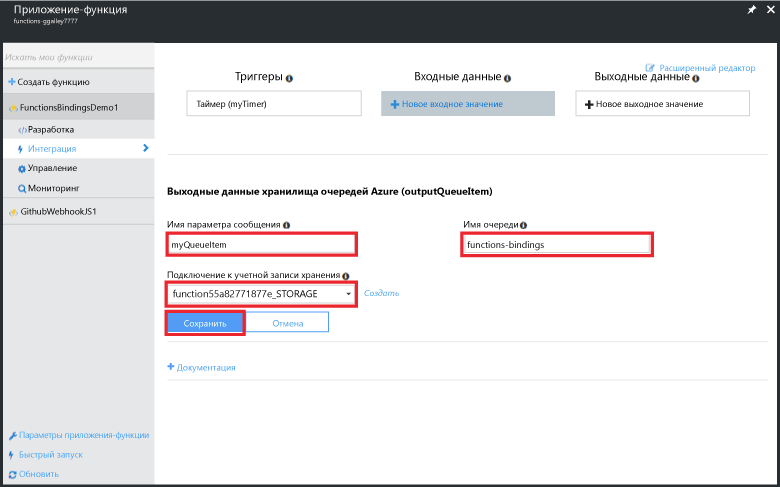 Приложение-функция
functions-ggailey7777
Искать мои функции
Создать функцию
FunctionsBindingsDemo1
Разработка
Интеграция
Управление
Мониторинг
GithubWebhookJS1
Параметры приложения-функции
Быстрый запуск
Обновить
Расширенный редактор
Триггеры
Входные данные
Выходные данные
Таймер (myTimer)
Новое входное значение
Новое выходное значение
Выходные данные хранилища очередей Azure (outputQueueItem)
Имя параметра сообщения
Имя очереди
myQueueItem
functions-bindings
Подключение к учетной записи хранения
function55a82771877e_STORAGE
Создать
Сохранить
Отмена
Документация